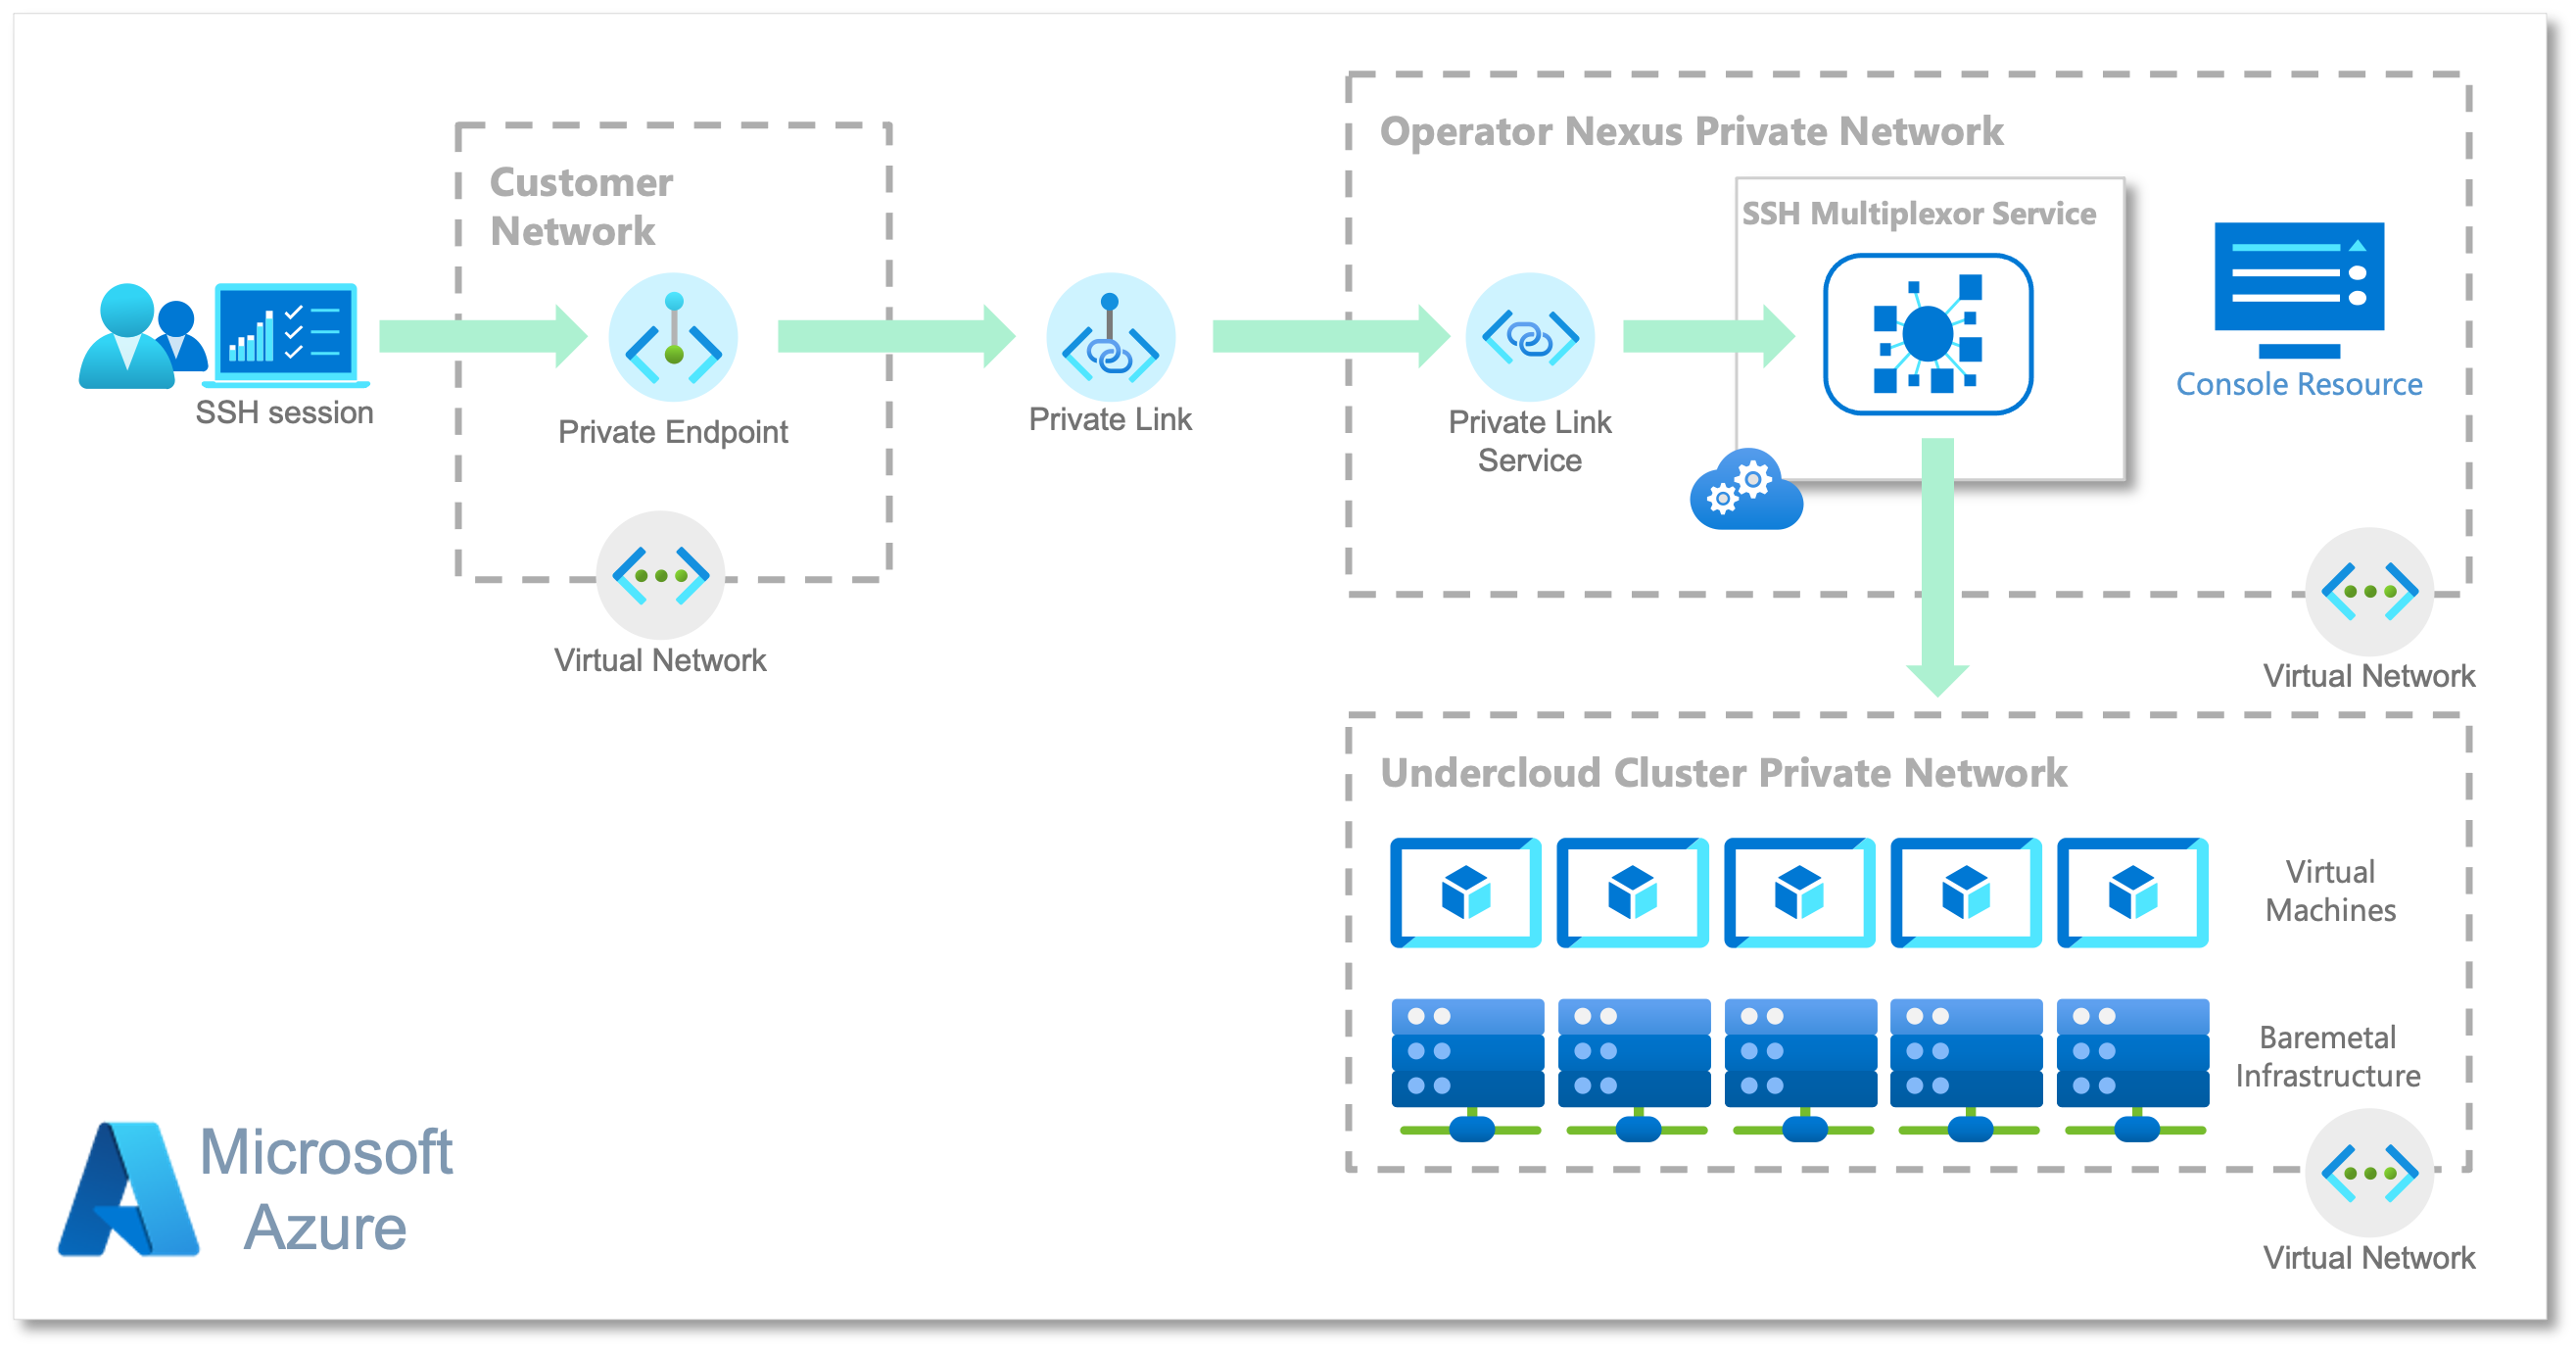 SSH session
Customer
Network
Private Endpoint
Virtual Network
Private Link
Operator Nexus Private Network
Private Link
Service
SSH Multiplexor Service
Console Resource
Virtual Network
Undercloud Cluster Private Network
Virtual
Machines
Baremetal
Infrastructure
Virtual Network
Microsoft
Azure